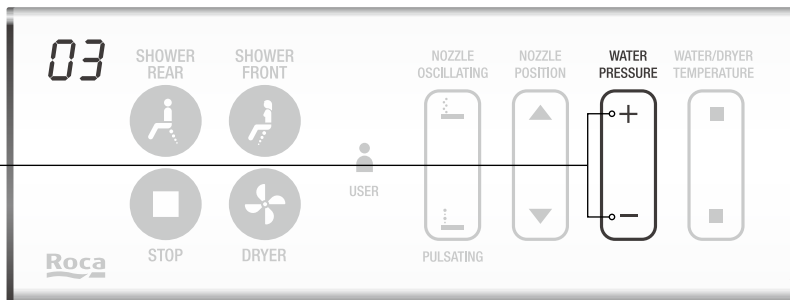 03
SHOWER
REAR
SHOWER
FRONT
NOZZLE
OSCILLATING
NOZZLE
POSITION
WATER
PRESSURE
WATER/DRYER
TEMPERATURE
+
USER
−
STOP
DRYER
PULSATING
Roca